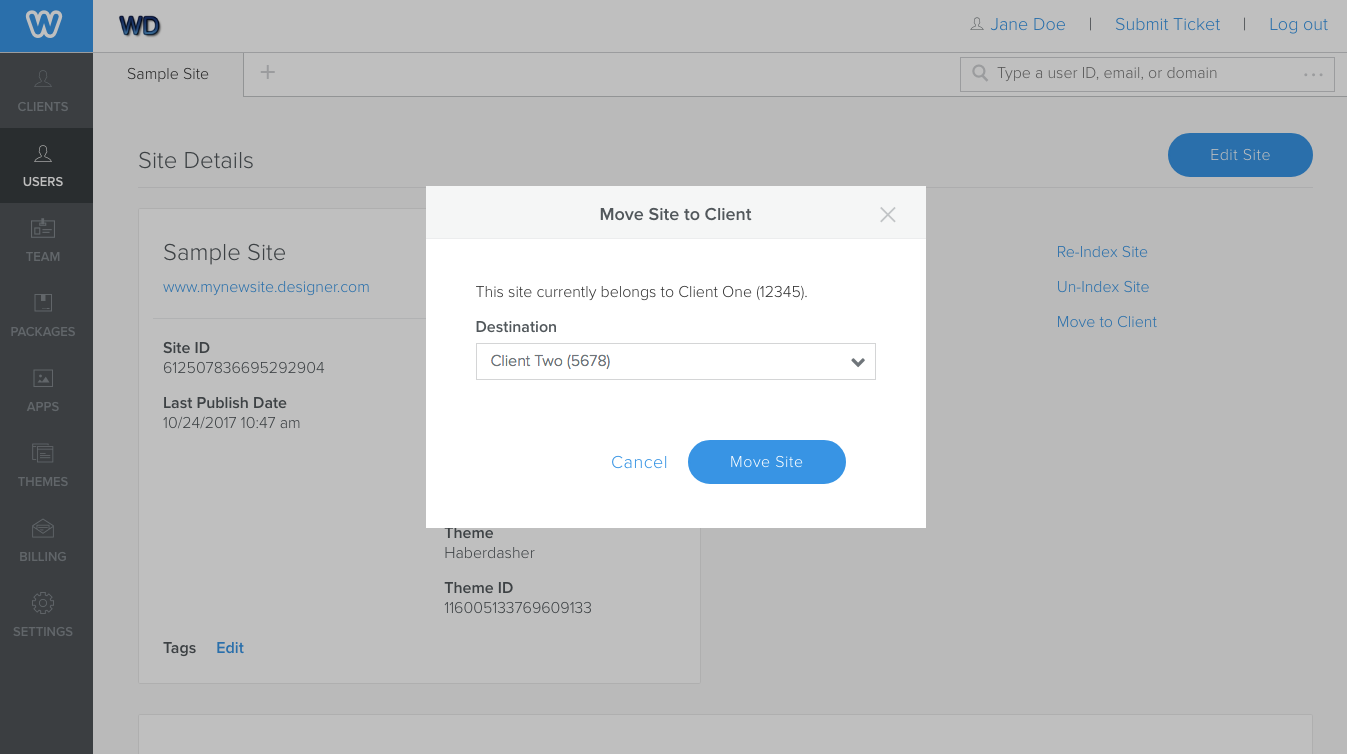 WD
Jane Doe | Submit Ticket | Log out
Sample Site +
Type a user ID, email, or domain ...
CLIENTS
USERS
TEAM
PACKAGES
APPS
THEMES
BILLING
SETTINGS
Site Details
Edit Site
Sample Site
www.mynewsite.designer.com
Site ID
612507836695292904
Last Publish Date
10/24/2017 10:47 am
Theme
Haberdasher
Theme ID
116005133769609133
Tags Edit
Re-Index Site
Un-Index Site
Move to Client
Move Site to Client
This site currently belongs to Client One (12345).
Destination
Client Two (5678)
Cancel
Move Site